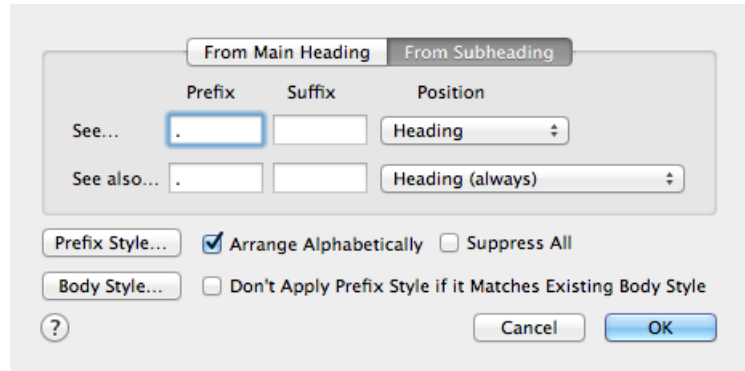 From Main Heading From Subheading
Prefix Suffix Position
See... . Heading
See also... . Heading (always)
Prefix Style... Arrange Alphabetically Suppress All
Body Style... Don't Apply Prefix Style if it Matches Existing Body Style
? Cancel OK